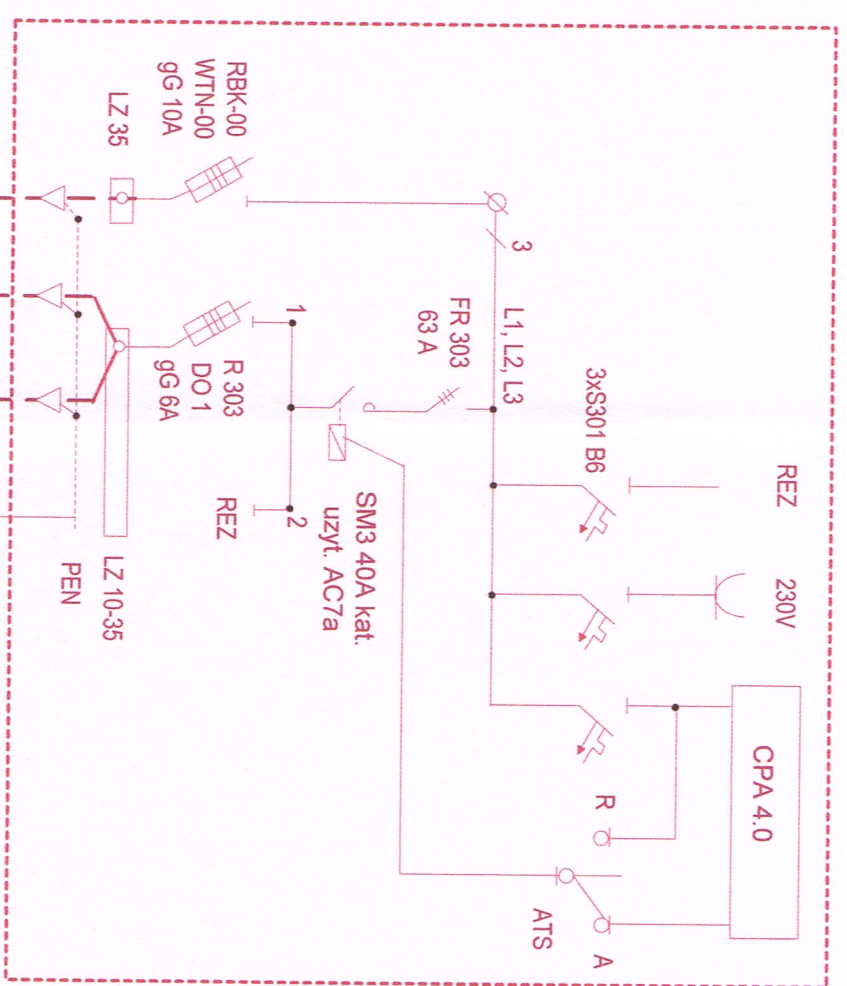 RBK-00
WTN-00
gG 10A
LZ 35
3
L1, L2, L3
FR 303
63 A
3xS301 B6
REZ
230V
CPA 4.0
R
A
ATS
SM3 40A kat.
uzyt. AC7a
1
2
REZ
R 303
DO 1
gG 6A
LZ 10-35
PEN